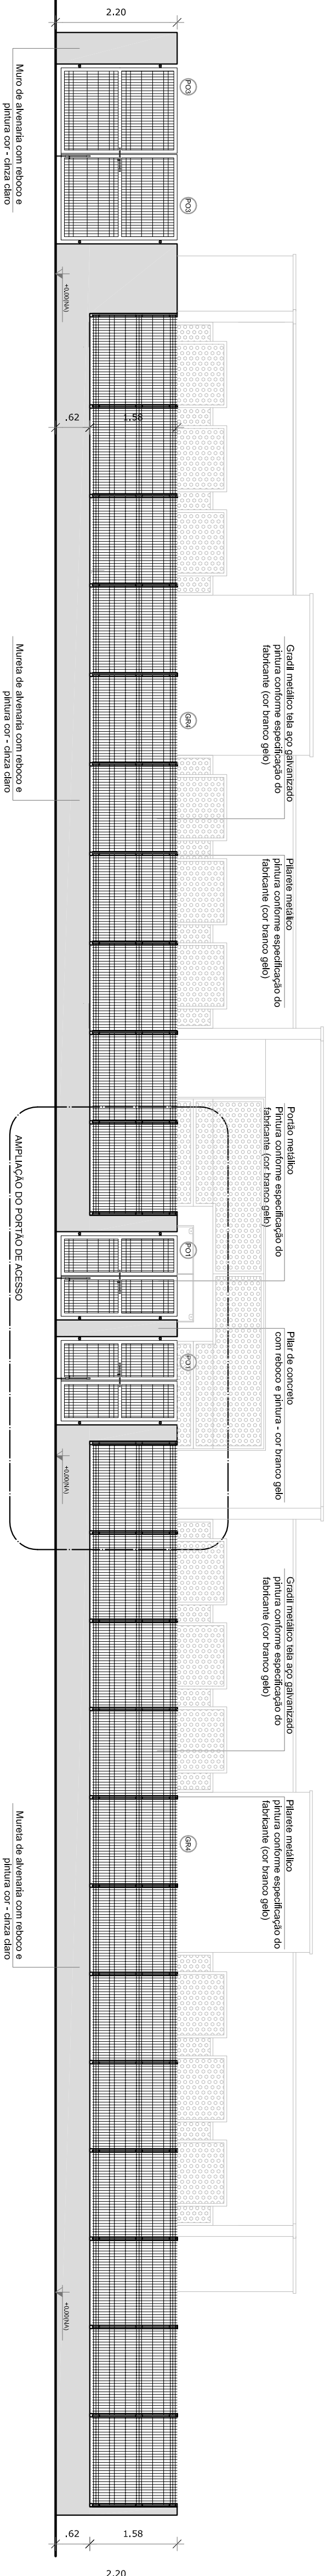 2.20
Muro de alvenaria com reboco e
pintura cor - cinza claro
PO3
PO3
+0,00(NA)
.62
1.58
Gradil metálico tela aço galvanizado
pintura conforme especificação do
fabricante (cor branco gelo)
GR4
Mureta de alvenaria com reboco e
pintura cor - cinza claro
Pilarete metálico
pintura conforme especificação do
fabricante (cor branco gelo)
Portão metálico
Pintura conforme especificação do
fabricante (cor branco gelo)
AMPLIAÇÃO DO PORTÃO DE ACESSO
PO1
Pilar de concreto
com reboco e pintura - cor branco gelo
PO1
+0,00(NA)
Gradil metálico tela aço galvanizado
pintura conforme especificação do
fabricante (cor branco gelo)
Pilarete metálico
pintura conforme especificação do
fabricante (cor branco gelo)
GR4
Mureta de alvenaria com reboco e
pintura cor - cinza claro
+0,00(NA)
.62
1.58
2.20